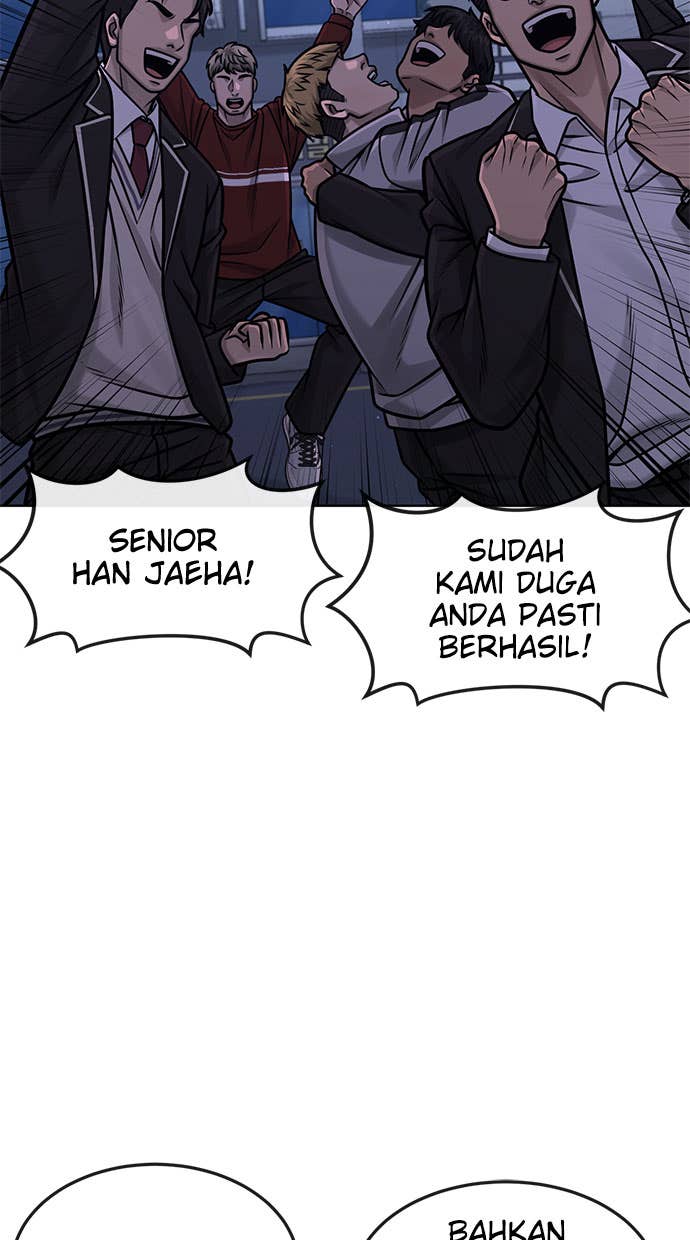 SENIOR
HAN JAEHA!
SUDAH
KAMI DUGA
ANDA PASTI
BERHASIL!
BAHKAN